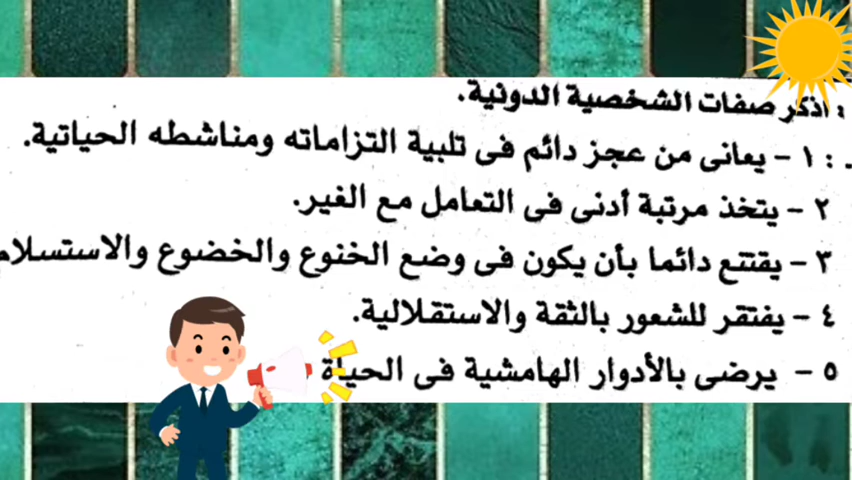 : اذكر صفات الشخصية الدونية.
ـ : ١ - يعانى من عجز دائم فى تلبية التزاماته ومناشطه الحياتية.
٢ - يتخذ مرتبة أدنى فى التعامل مع الغير.
٣ - يقتنع دائما بأن يكون فى وضع الخنوع والخضوع والاستسلام
٤ - يفتقر للشعور بالثقة والاستقلالية.
٥ - يرضى بالأدوار الهامشية فى الحياة